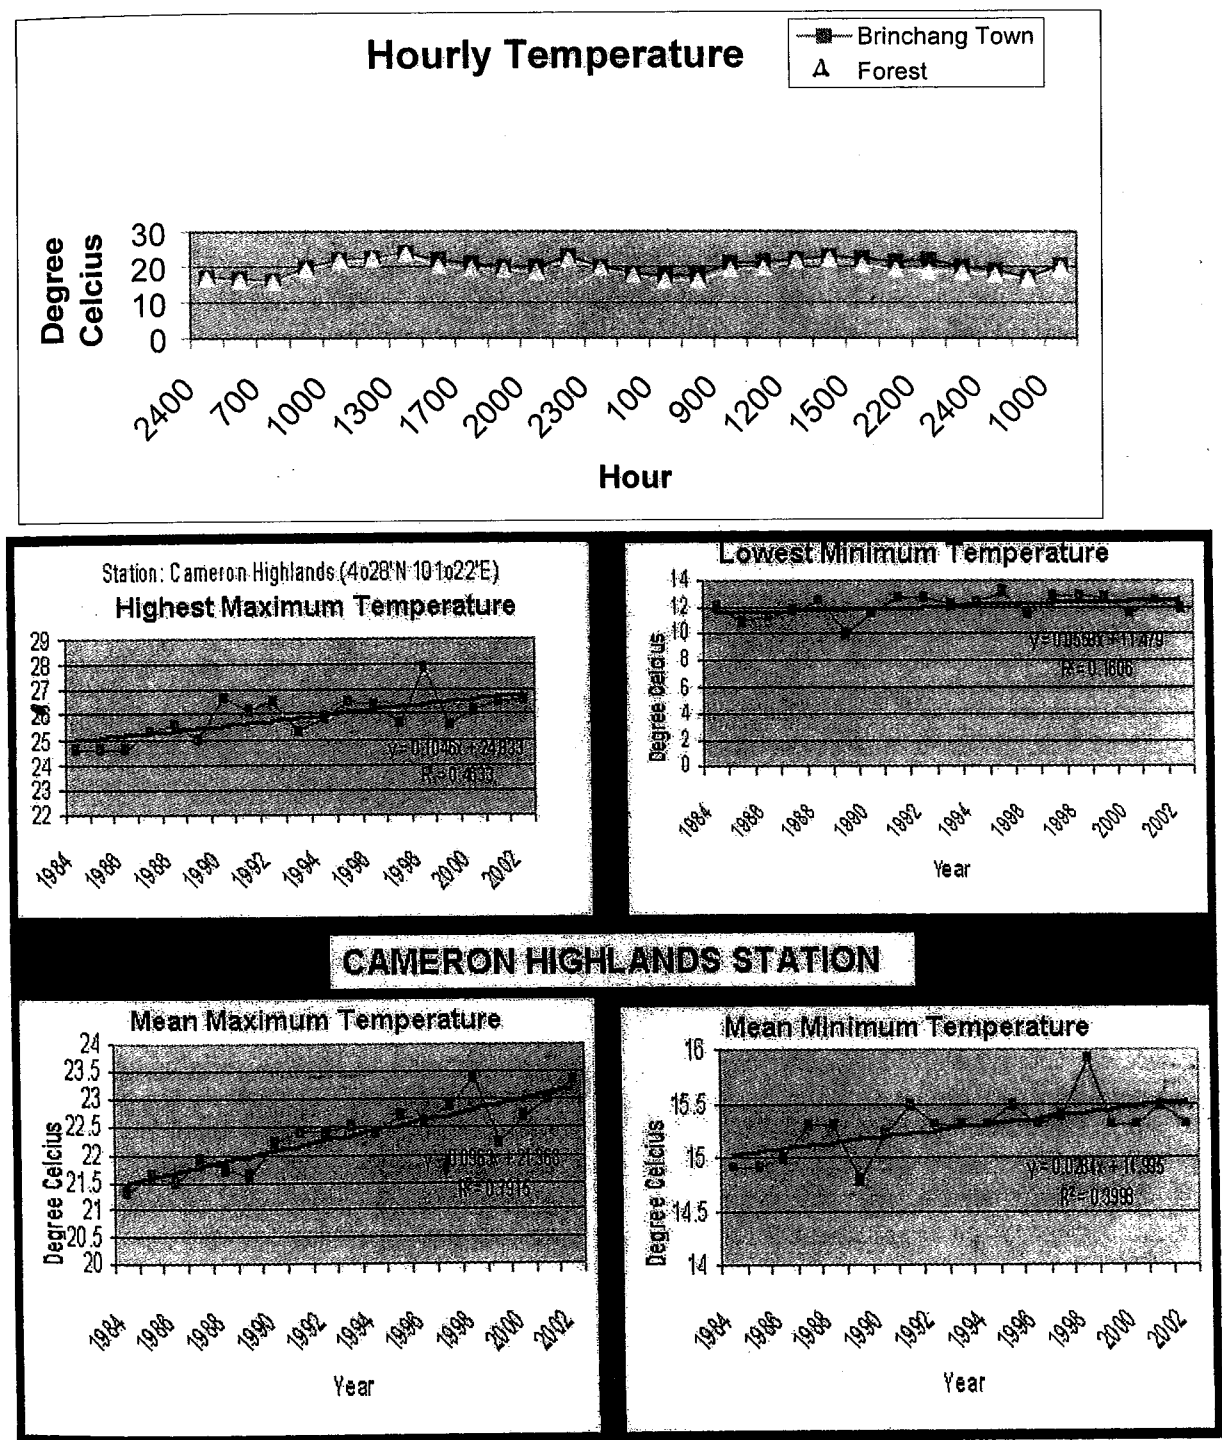 Hourly Temperature
Brinchang Town
Forest
Degree
Celcius
30
20
10
0
2400 700 1000 1300 1700 2000 2300 100 900 1200 1500 2200 2400 1000
Hour
Station: Cameron Highlands (4o28'N 101o22'E)
Highest Maximum Temperature
29
28
27
26
25
24
23
22
1984 1986 1988 1990 1992 1994 1996 1998 2000 2002
Lowest Minimum Temperature
Degree Celcius
14
12
10
8
6
4
2
0
1984 1986 1988 1990 1992 1994 1996 1998 2000 2002
Year
CAMERON HIGHLANDS STATION
Mean Maximum Temperature
Degree Celcius
24
23.5
23
22.5
22
21.5
21
20.5
20
1984 1986 1988 1990 1992 1994 1996 1998 2000 2002
Year
Mean Minimum Temperature
Degree Celcius
16
15.5
15
14.5
14
1984 1986 1988 1990 1992 1994 1996 1998 2000 2002
Year